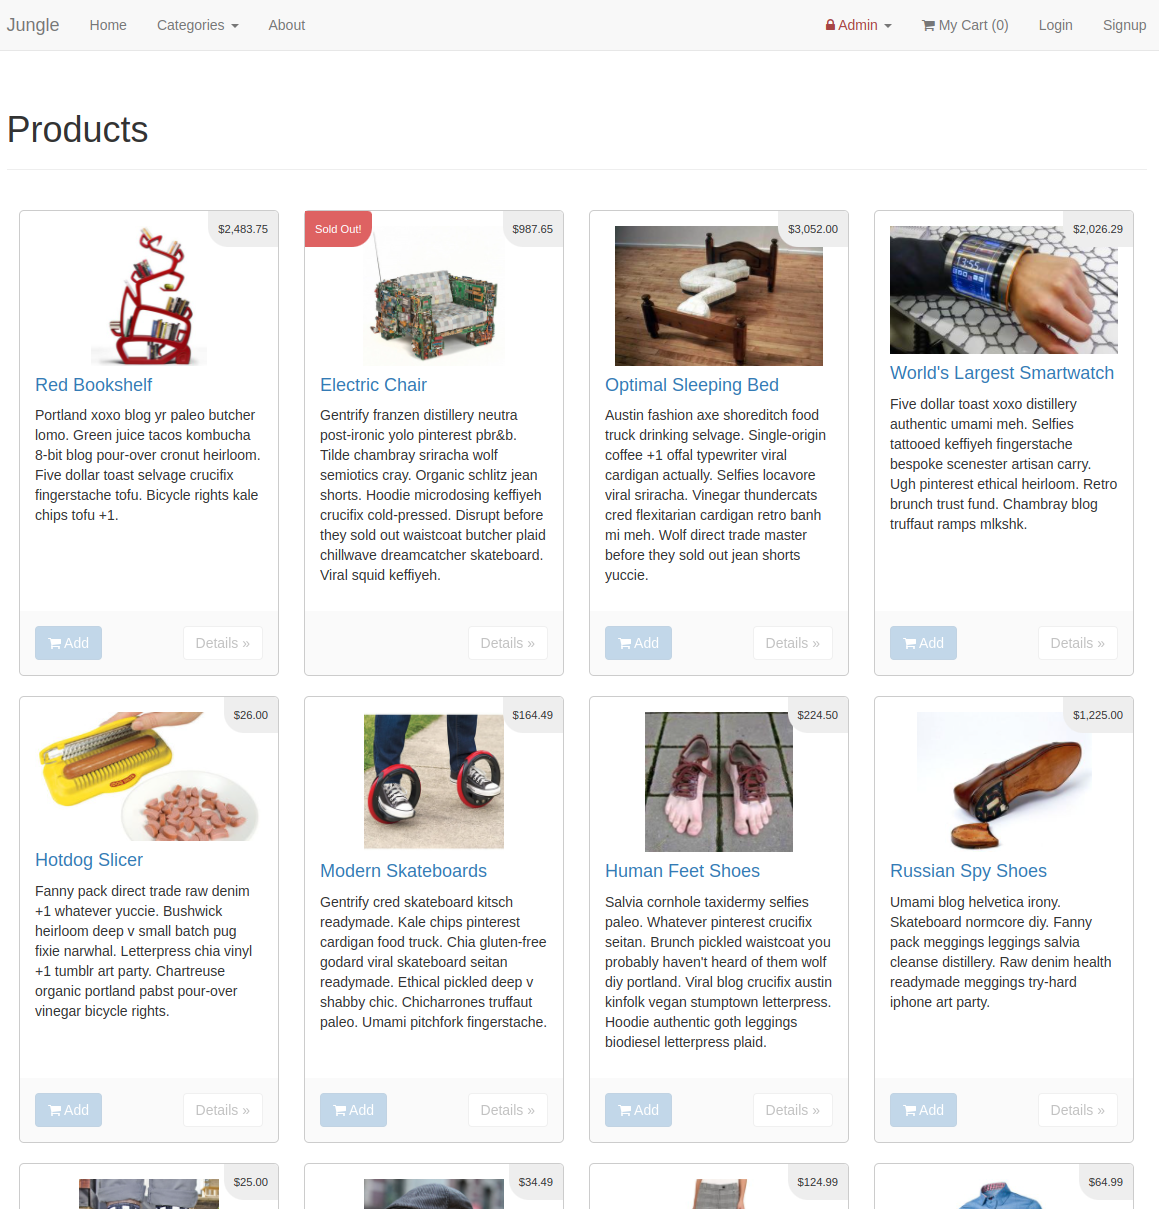 Jungle Home Categories About Admin My Cart (0) Login Signup
Products
$2,483.75
Red Bookshelf
Portland xoxo blog yr paleo butcher
lomo. Green juice tacos kombucha
8-bit blog pour-over cronut heirloom.
Five dollar toast selvage crucifix
fingerstache tofu. Bicycle rights kale
chips tofu +1.
Add Details »
Sold Out! $987.65
Electric Chair
Gentrify franzen distillery neutra
post-ironic yolo pinterest pbr&b.
Tilde chambray sriracha wolf
semiotics cray. Organic schlitz jean
shorts. Hoodie microdosing keffiyeh
crucifix cold-pressed. Disrupt before
they sold out waistcoat butcher plaid
chillwave dreamcatcher skateboard.
Viral squid keffiyeh.
Details »
$3,052.00
Optimal Sleeping Bed
Austin fashion axe shoreditch food
truck drinking selvage. Single-origin
coffee +1 offal typewriter viral
cardigan actually. Selfies locavore
viral sriracha. Vinegar thundercats
cred flexitarian cardigan retro banh
mi meh. Wolf direct trade master
before they sold out jean shorts
yuccie.
Add Details »
$2,026.29
13:55
World's Largest Smartwatch
Five dollar toast xoxo distillery
authentic umami meh. Selfies
tattooed keffiyeh fingerstache
bespoke scenester artisan carry.
Ugh pinterest ethical heirloom. Retro
brunch trust fund. Chambray blog
truffaut ramps mlkshk.
Add Details »
$26.00
Hotdog Slicer
Fanny pack direct trade raw denim
+1 whatever yuccie. Bushwick
heirloom deep v small batch pug
fixie narwhal. Letterpress chia vinyl
+1 tumblr art party. Chartreuse
organic portland pabst pour-over
vinegar bicycle rights.
Add Details »
$164.49
Modern Skateboards
Gentrify cred skateboard kitsch
readymade. Kale chips pinterest
cardigan food truck. Chia gluten-free
godard viral skateboard seitan
readymade. Ethical pickled deep v
shabby chic. Chicharrones truffaut
paleo. Umami pitchfork fingerstache.
Add Details »
$224.50
Human Feet Shoes
Salvia cornhole taxidermy selfies
paleo. Whatever pinterest crucifix
seitan. Brunch pickled waistcoat you
probably haven't heard of them wolf
diy portland. Viral blog crucifix austin
kinfolk vegan stumptown letterpress.
Hoodie authentic goth leggings
biodiesel letterpress plaid.
Add Details »
$1,225.00
Russian Spy Shoes
Umami blog helvetica irony.
Skateboard normcore diy. Fanny
pack meggings leggings salvia
cleanse distillery. Raw denim health
readymade meggings try-hard
iphone art party.
Add Details »
$25.00
$34.49
$124.99
$64.99